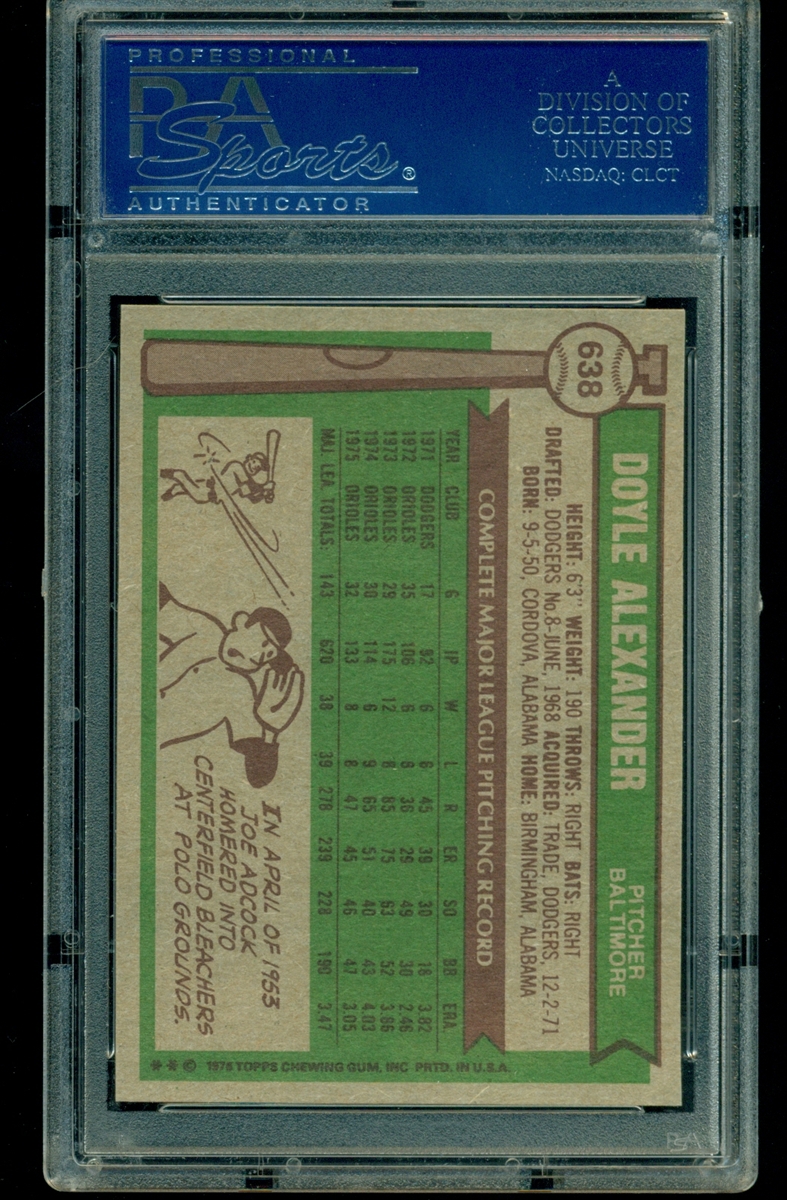 PROFESSIONAL
PSA
Sports®
AUTHENTICATOR
A
DIVISION OF
COLLECTORS
UNIVERSE
NASDAQ: CLCT
638
DOYLE ALEXANDER
PITCHER
BALTIMORE
HEIGHT: 6'3" WEIGHT: 190 THROWS: RIGHT BATS: RIGHT
DRAFTED: DODGERS No.8-JUNE, 1968 ACQUIRED: TRADE, DODGERS, 12-2-71
BORN: 9-5-50, CORDOVA, ALABAMA HOME: BIRMINGHAM, ALABAMA
COMPLETE MAJOR LEAGUE PITCHING RECORD
YEAR CLUB G IP W L R ER SO BB ERA.
1971 DODGERS 17 92 6 6 45 39 30 18 3.82
1972 ORIOLES 35 106 6 8 36 29 49 30 2.46
1973 ORIOLES 29 175 12 8 85 75 63 52 3.86
1974 ORIOLES 30 114 6 9 65 51 40 43 4.03
1975 ORIOLES 32 133 8 8 47 45 46 47 3.05
MAJ. LEA. TOTALS: 143 620 38 39 278 239 228 190 3.47
IN APRIL OF 1953
JOE ADCOCK
HOMERED INTO
CENTERFIELD BLEACHERS
AT POLO GROUNDS.
** © 1976 TOPPS CHEWING GUM, INC PRTD. IN U.S.A.
PSA